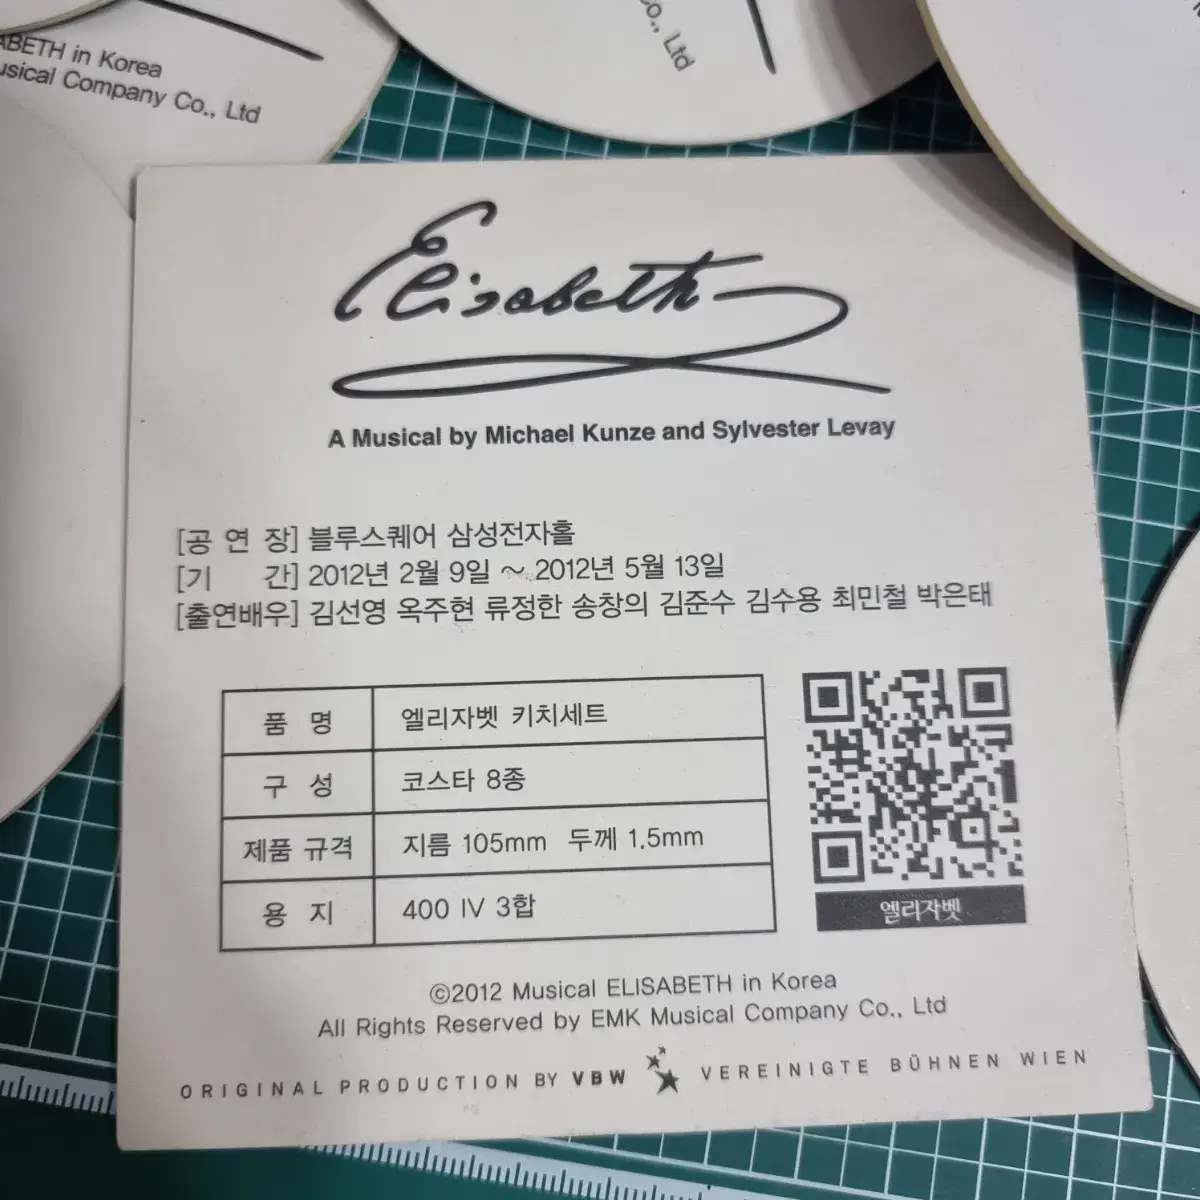 ABETH in Korea
usical Company Co., Ltd
Co., Ltd
Elisabeth
A Musical by Michael Kunze and Sylvester Levay
[공 연 장] 블루스퀘어 삼성전자홀
[기 간] 2012년 2월 9일 ~ 2012년 5월 13일
[출연배우] 김선영 옥주현 류정한 송창의 김준수 김수용 최민철 박은태
품 명 엘리자벳 키치세트
구 성 코스타 8종
제품 규격 지름 105mm 두께 1.5mm
용 지 400 IV 3합
엘리자벳
©2012 Musical ELISABETH in Korea
All Rights Reserved by EMK Musical Company Co., Ltd
ORIGINAL PRODUCTION BY VBW VEREINIGTE BÜHNEN WIEN